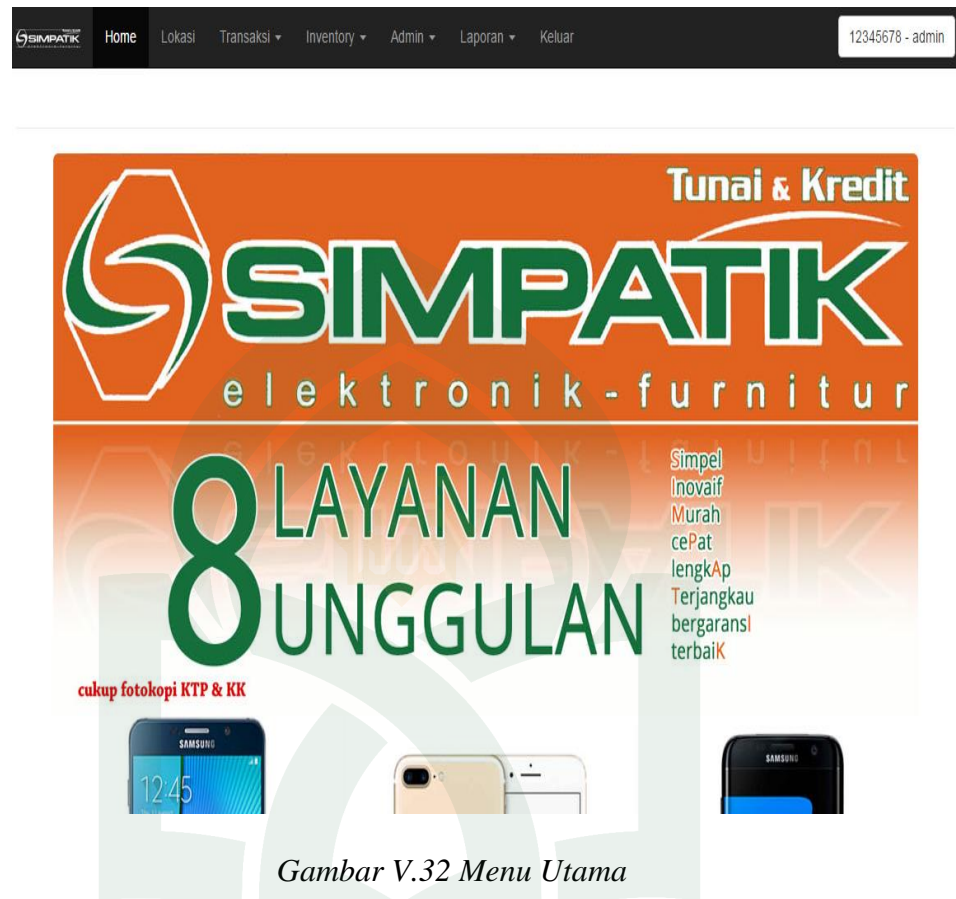 SIMPATIK Home Lokasi Transaksi Inventory Admin Laporan Keluar 12345678 - admin
Tunai & Kredit
SIMPATIK
elektronik-furnitur
8 LAYANAN
UNGGULAN
Simpel
Inovaif
Murah
cePat
lengkAp
Terjangkau
bergaransI
terbaiK
cukup fotokopi KTP & KK
SAMSUNG
12:45
SAMSUNG
Gambar V.32 Menu Utama